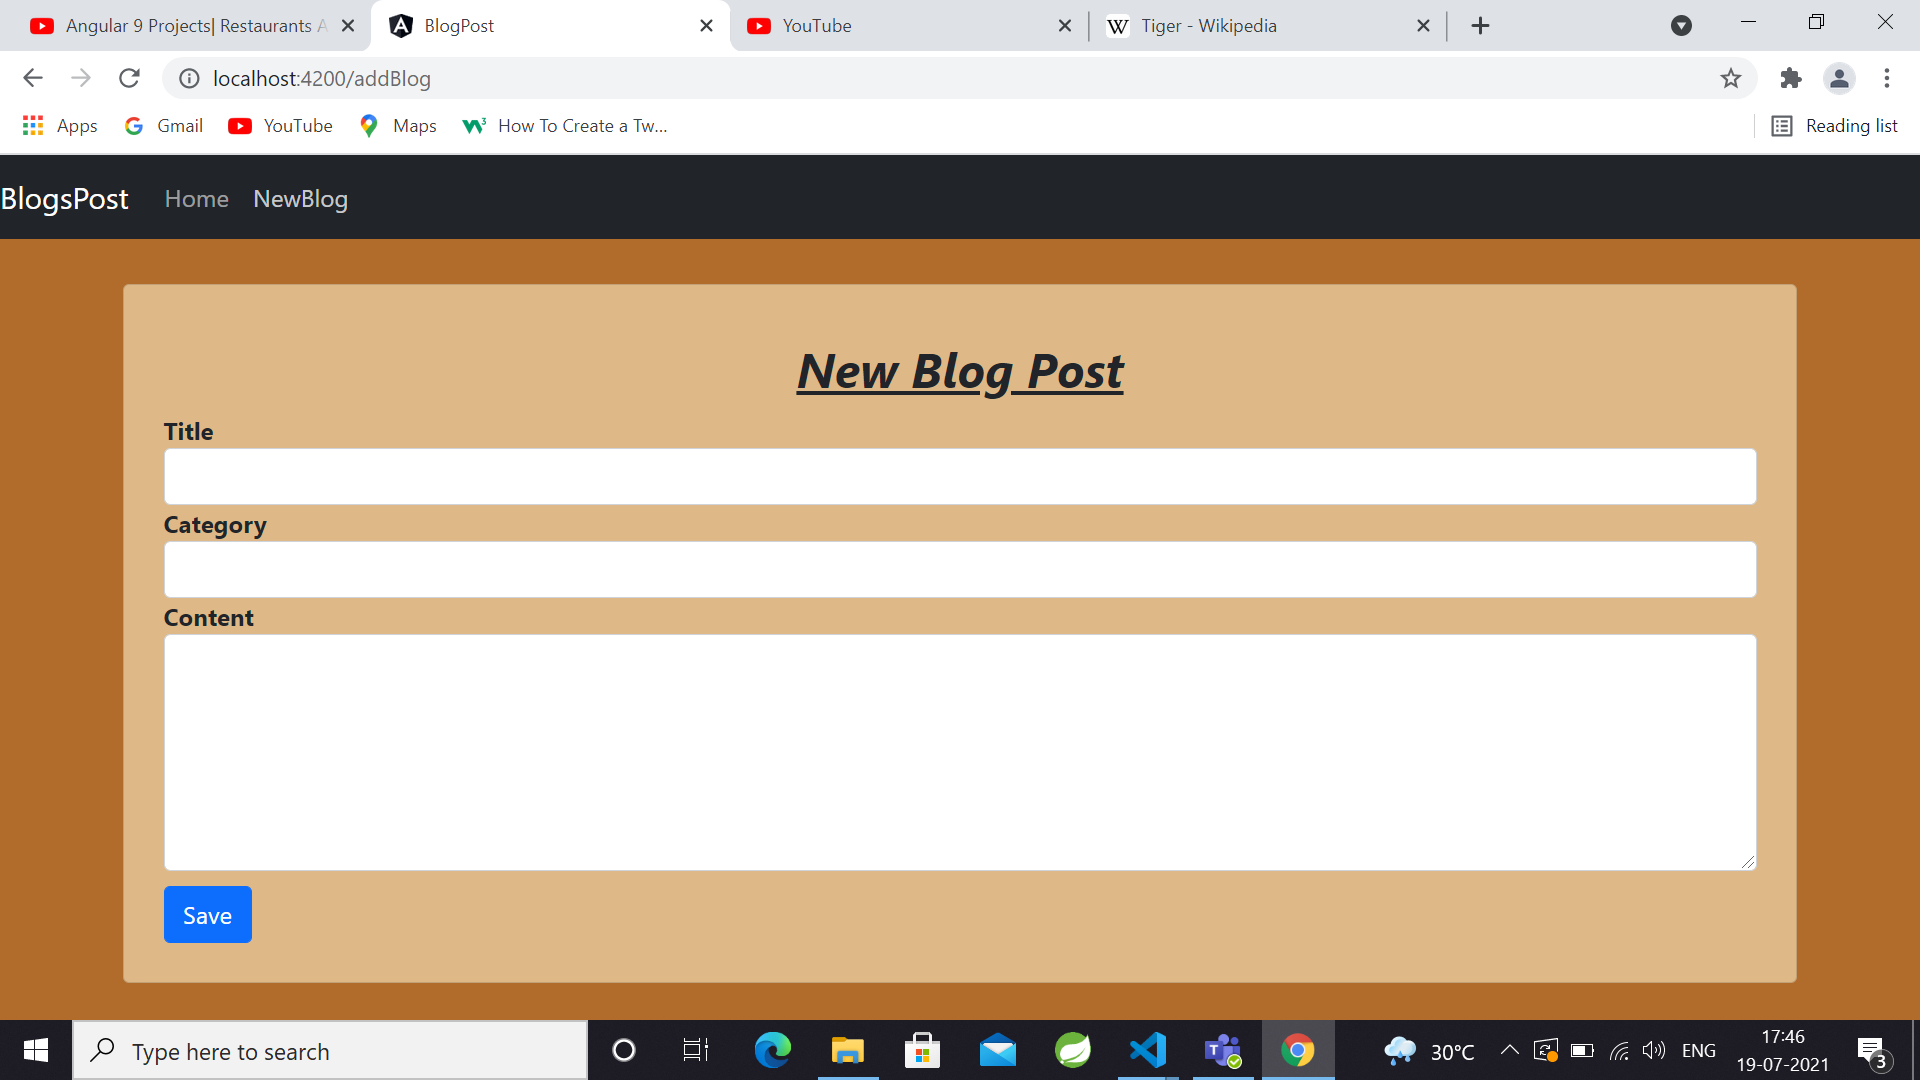 Angular 9 Projects| Restaurants A
BlogPost
YouTube
W Tiger - Wikipedia
localhost:4200/addBlog
Apps
Gmail
YouTube
Maps
How To Create a Tw...
Reading list
BlogsPost Home NewBlog
New Blog Post
Title
Category
Content
Save
Type here to search
30°C
ENG
17:46
19-07-2021
3